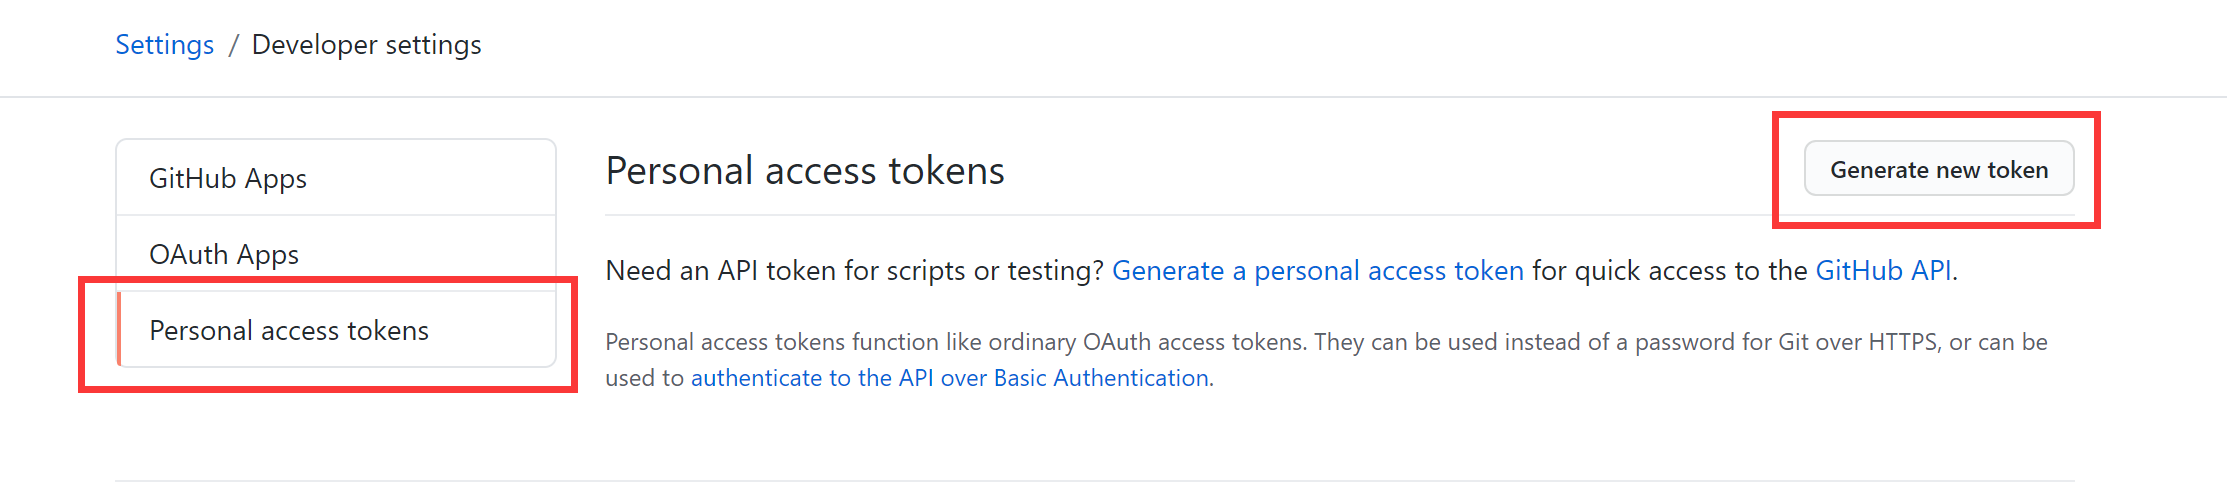 Settings / Developer settings
GitHub Apps
OAuth Apps
Personal access tokens
Personal access tokens
Generate new token
Need an API token for scripts or testing? Generate a personal access token for quick access to the GitHub API.
Personal access tokens function like ordinary OAuth access tokens. They can be used instead of a password for Git over HTTPS, or can be
used to authenticate to the API over Basic Authentication.